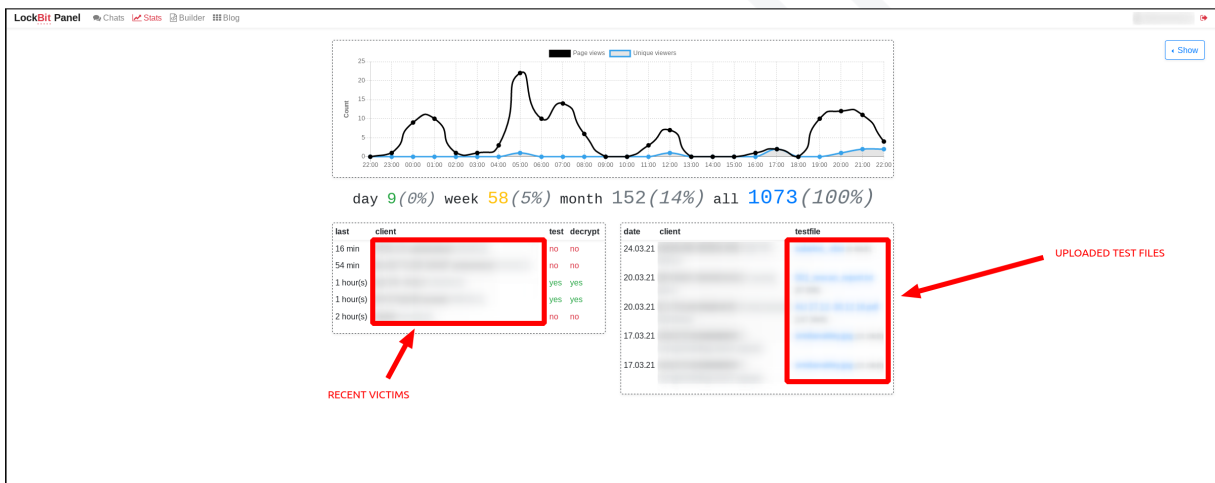 LockBit Panel Chats Stats Builder Blog
Show
Page views Unique viewers
Count
25
20
15
10
5
0
22:00 23:00 00:00 01:00 02:00 03:00 04:00 05:00 06:00 07:00 08:00 09:00 10:00 11:00 12:00 13:00 14:00 15:00 16:00 17:00 18:00 19:00 20:00 21:00 22:00
day 9(0%) week 58(5%) month 152(14%) all 1073(100%)
last client test decrypt
16 min no no
54 min no no
1 hour(s) yes yes
1 hour(s) yes yes
2 hour(s) no no
date client testfile
24.03.21
20.03.21
20.03.21
17.03.21
17.03.21
UPLOADED TEST FILES
RECENT VICTIMS